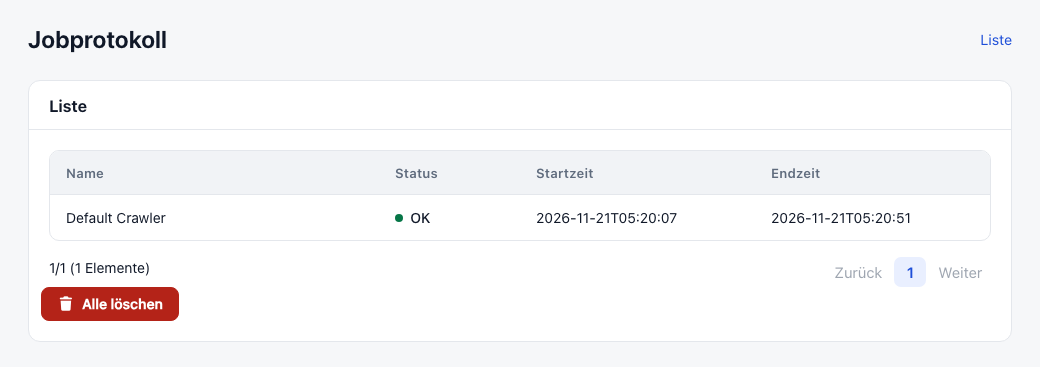 Jobprotokoll
Liste
Liste
Name Status Startzeit Endzeit
Default Crawler OK 2026-11-21T05:20:07 2026-11-21T05:20:51
1/1 (1 Elemente)
Zurück 1 Weiter
Alle löschen